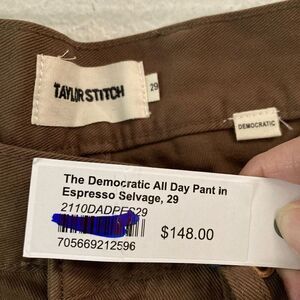 TAYLOR STITCH
29
DEMOCRATIC
The Democratic All Day Pant in
Espresso Selvage, 29
2110DADPES29
$148.00
705669212596